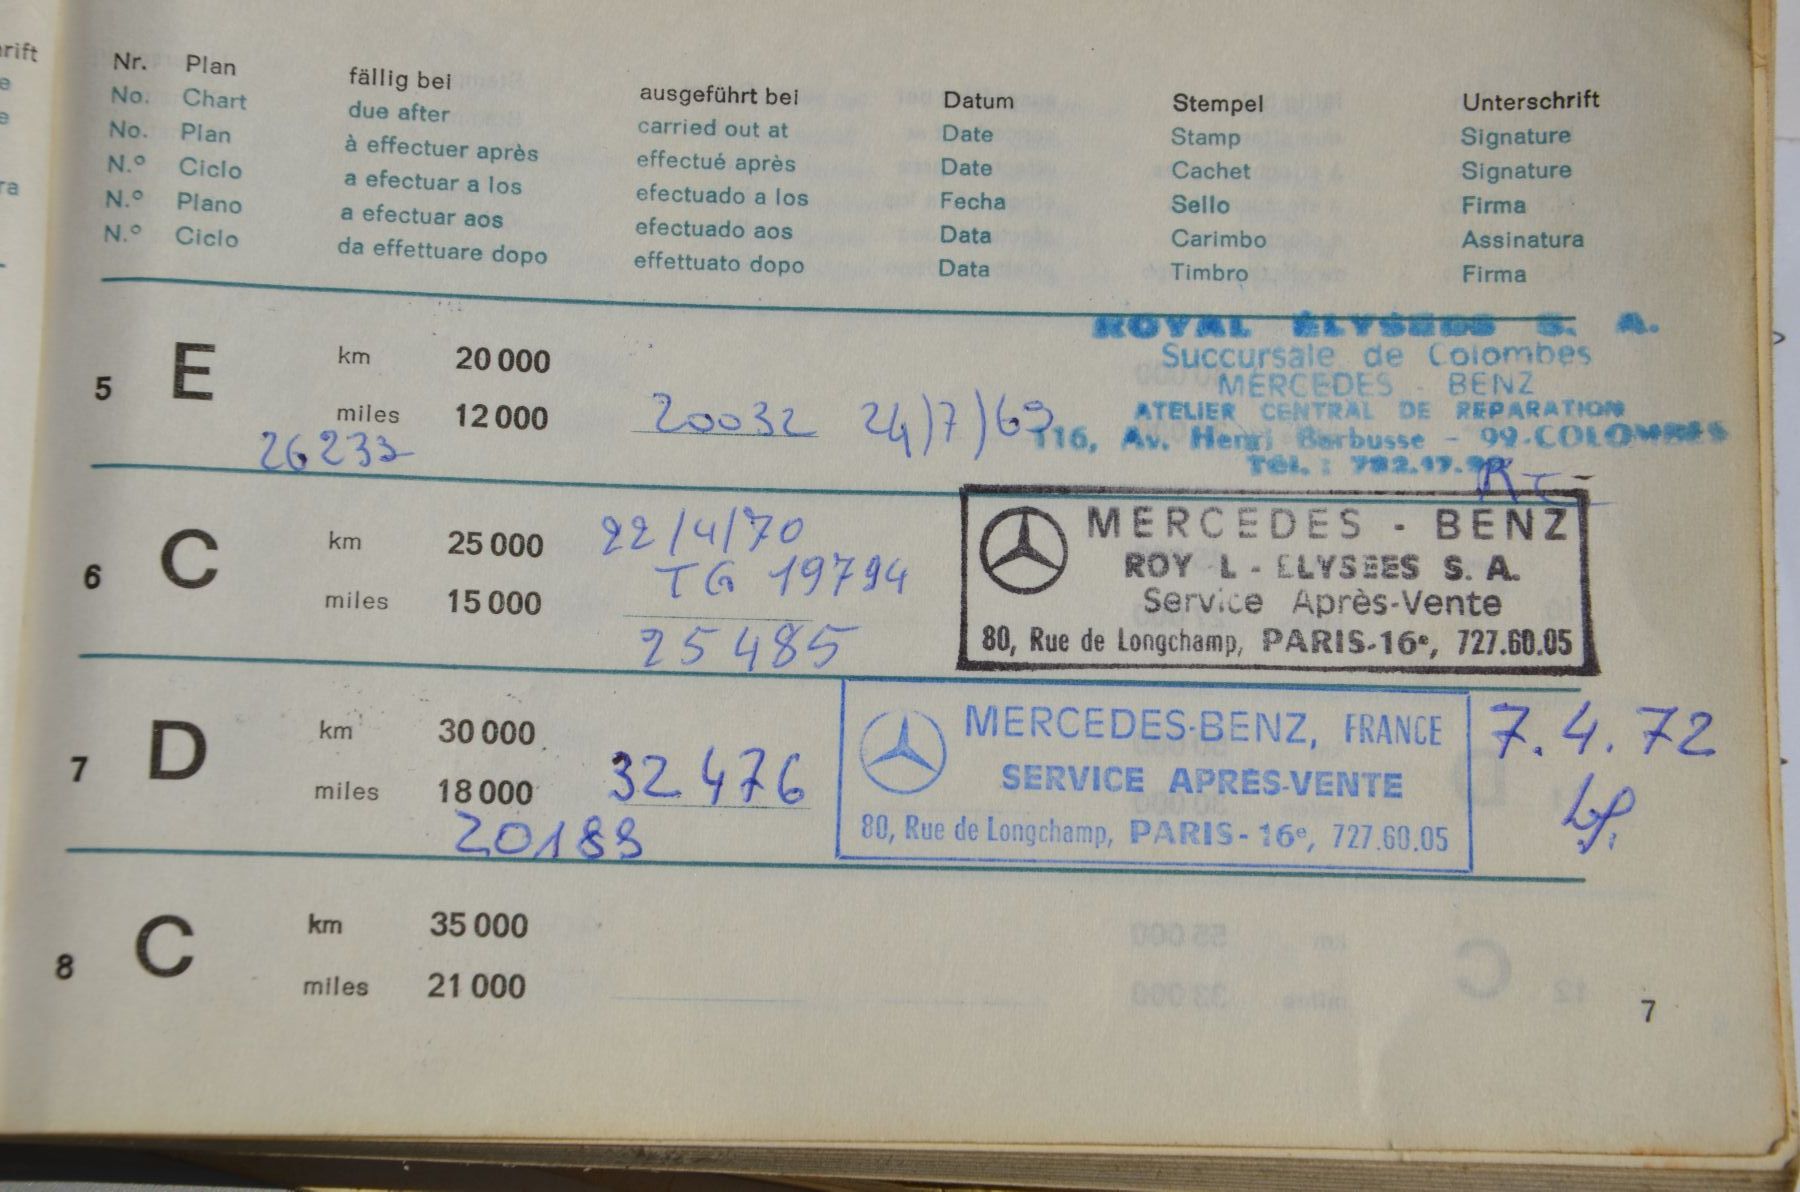 Nr. Plan fällig bei ausgeführt bei Datum Stempel Unterschrift
No. Chart due after carried out at Date Stamp Signature
No. Plan à effectuer après effectué après Date Cachet Signature
N.º Ciclo a efectuar a los efectuado a los Fecha Sello Firma
N.º Plano a efectuar aos efectuado aos Data Carimbo Assinatura
N.º Ciclo da effettuare dopo effettuato dopo Data Timbro Firma
ROYAL ÉLYSEES S. A.
Succursale de Colombes
MERCEDES - BENZ
ATELIER CENTRAL DE REPARATION
116, Av. Henri Barbusse - 99-COLOMBES
Tél. : 782.17.
5 E km 20 000
miles 12 000 20032 24/7/69
26233
6 C km 25 000 22/4/70
TG 19794
miles 15 000
25485
MERCEDES - BENZ
ROY L - ELYSEES S. A.
Service Après-Vente
80, Rue de Longchamp, PARIS-16e, 727.60.05
7 D km 30 000
miles 18 000 32476
20189
MERCEDES-BENZ, FRANCE
SERVICE APRES-VENTE
80, Rue de Longchamp, PARIS-16e, 727.60.05
7.4.72
8 C km 35 000
miles 21 000
7